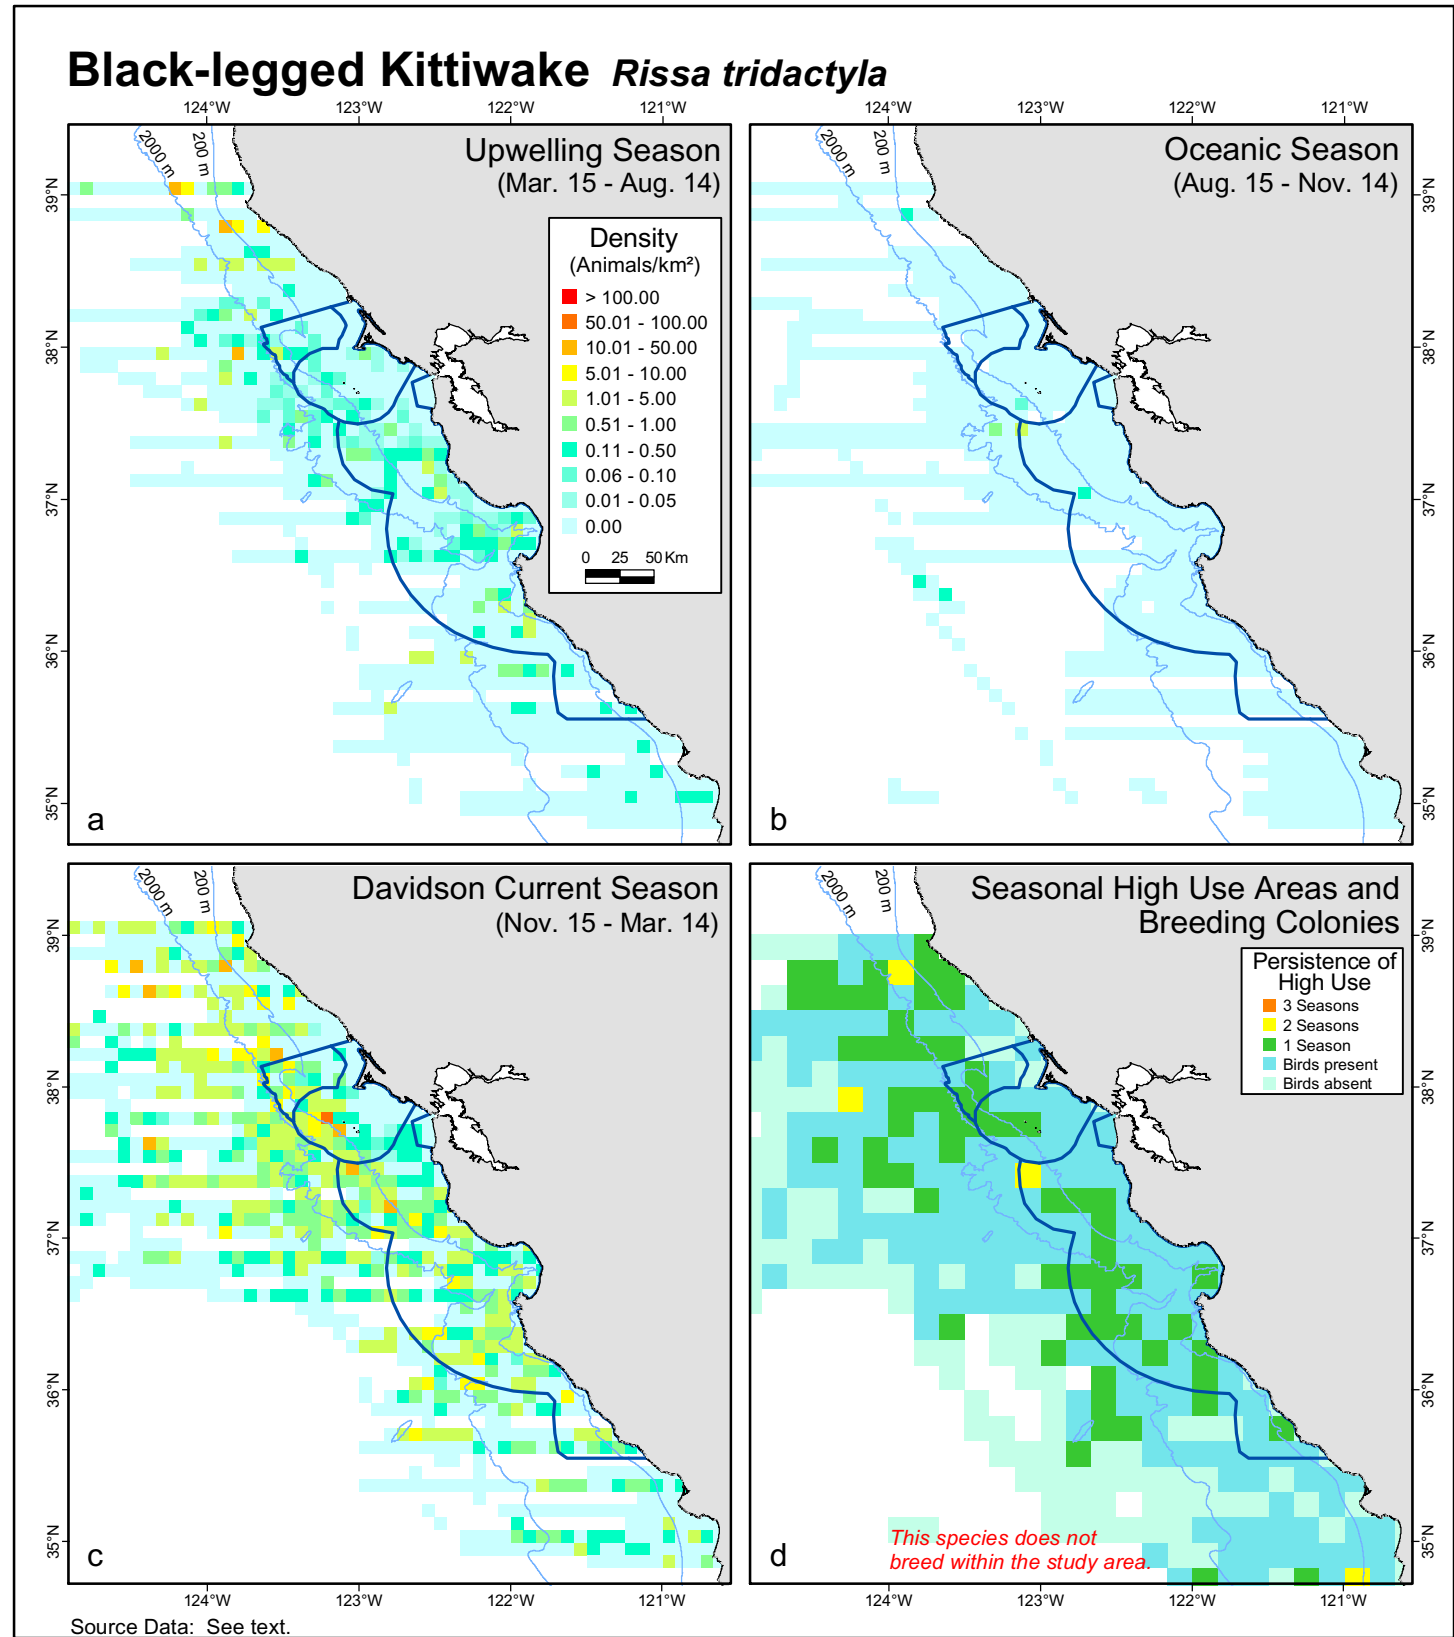 Black-legged Kittiwake Rissa tridactyla
124°W 123°W 122°W 121°W
124°W 123°W 122°W 121°W
2000 m
200 m
Upwelling Season
(Mar. 15 - Aug. 14)
39°N
38°N
37°N
36°N
35°N
Density
(Animals/km²)
> 100.00
50.01 - 100.00
10.01 - 50.00
5.01 - 10.00
1.01 - 5.00
0.51 - 1.00
0.11 - 0.50
0.06 - 0.10
0.01 - 0.05
0.00
0 25 50 Km
a
2000 m
200 m
Oceanic Season
(Aug. 15 - Nov. 14)
39°N
38°N
37°N
36°N
35°N
b
2000 m
200 m
Davidson Current Season
(Nov. 15 - Mar. 14)
39°N
38°N
37°N
36°N
35°N
c
2000 m
200 m
Seasonal High Use Areas and
Breeding Colonies
Persistence of
High Use
3 Seasons
2 Seasons
1 Season
Birds present
Birds absent
39°N
38°N
37°N
36°N
35°N
This species does not
breed within the study area.
d
124°W 123°W 122°W 121°W
124°W 123°W 122°W 121°W
Source Data: See text.